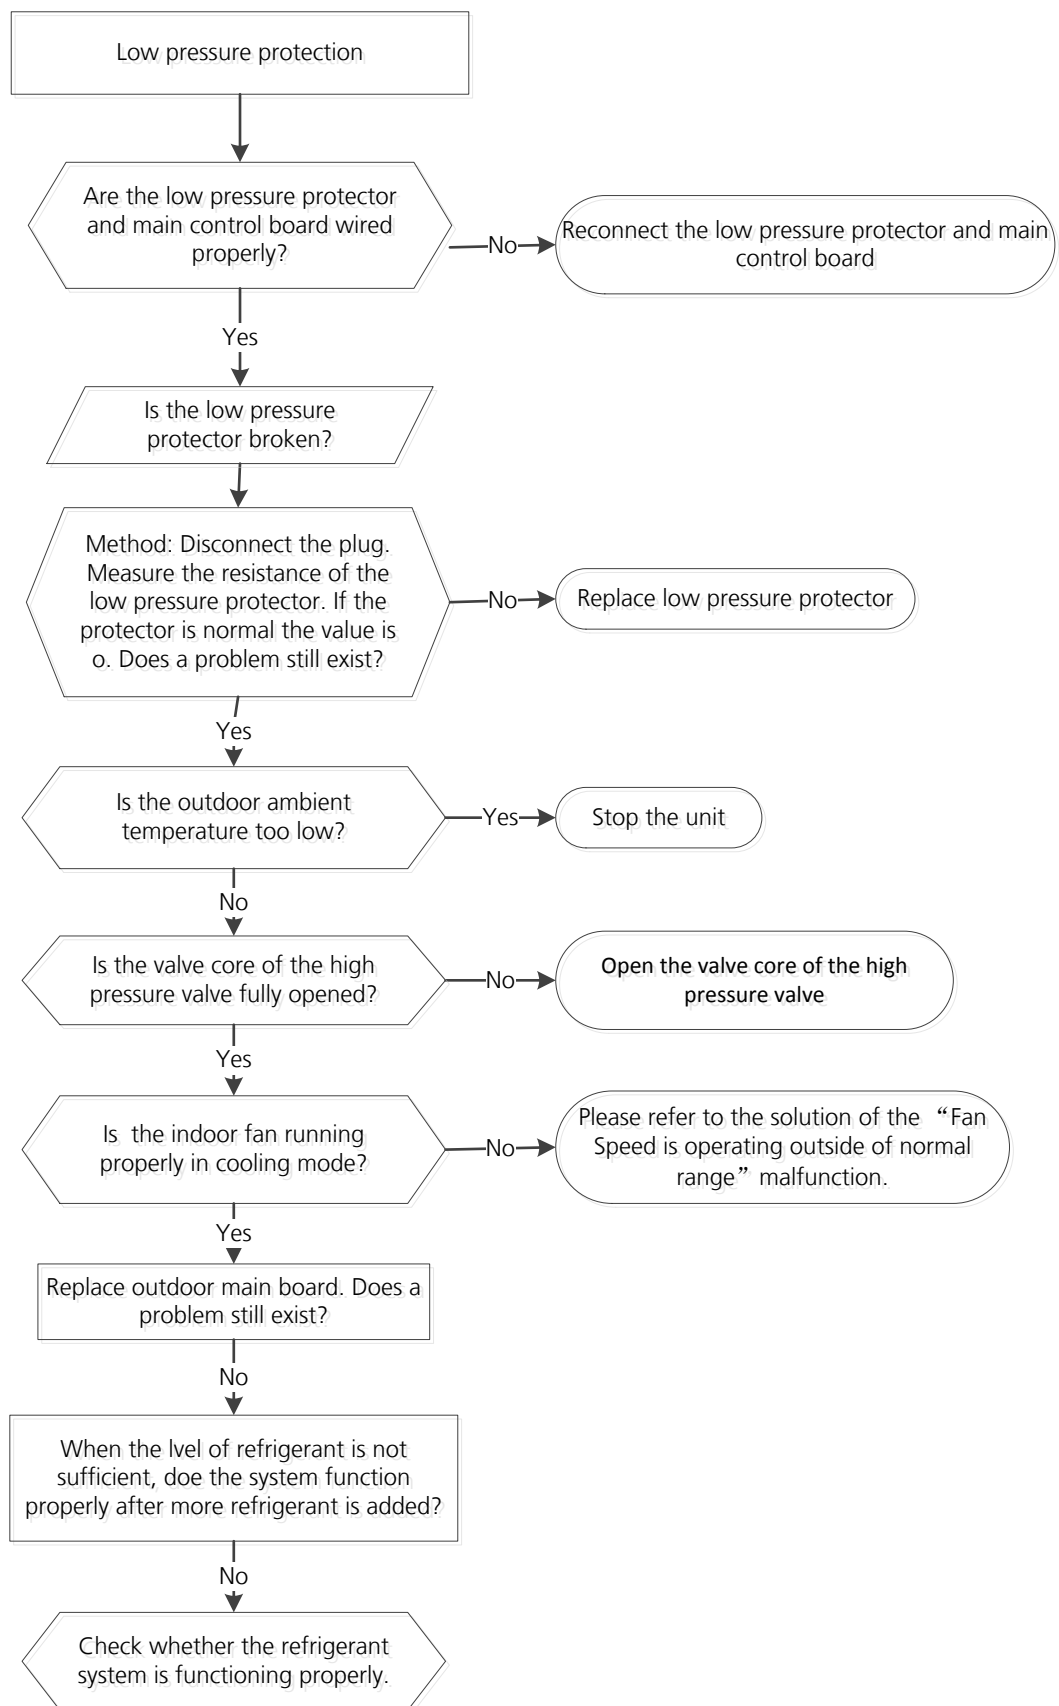 Low pressure protection
Are the low pressure protector
and main control board wired
properly?
No
Reconnect the low pressure protector and main
control board
Yes
Is the low pressure
protector broken?
Method: Disconnect the plug.
Measure the resistance of the
low pressure protector. If the
protector is normal the value is
o. Does a problem still exist?
No
Replace low pressure protector
Yes
Is the outdoor ambient
temperature too low?
Yes
Stop the unit
No
Is the valve core of the high
pressure valve fully opened?
No
Open the valve core of the high
pressure valve
Yes
Is the indoor fan running
properly in cooling mode?
No
Please refer to the solution of the “Fan
Speed is operating outside of normal
range” malfunction.
Yes
Replace outdoor main board. Does a
problem still exist?
No
When the lvel of refrigerant is not
sufficient, doe the system function
properly after more refrigerant is added?
No
Check whether the refrigerant
system is functioning properly.